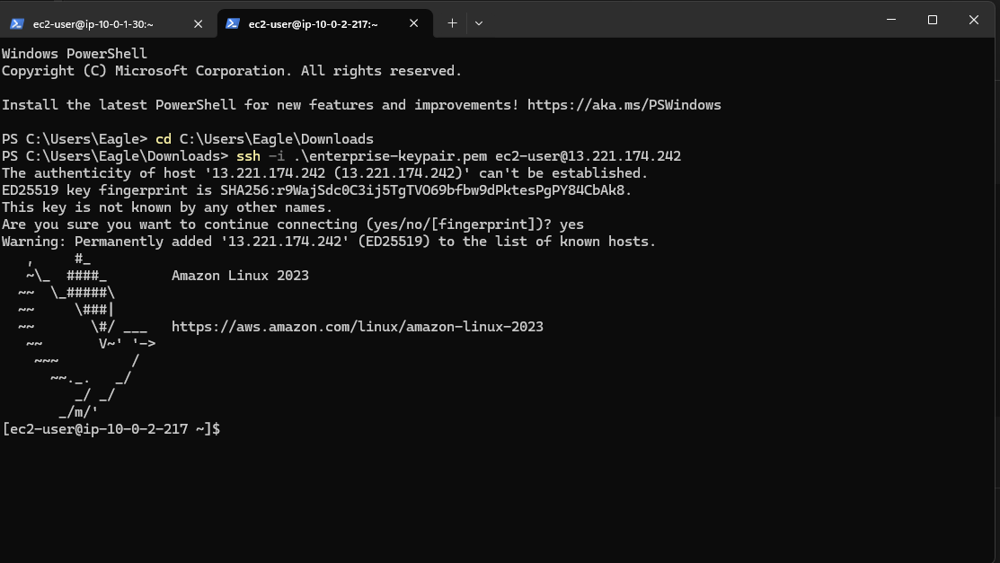 ec2-user@ip-10-0-1-30:~
ec2-user@ip-10-0-2-217:~
Windows PowerShell
Copyright (C) Microsoft Corporation. All rights reserved.
Install the latest PowerShell for new features and improvements! https://aka.ms/PSWindows
PS C:\Users\Eagle> cd C:\Users\Eagle\Downloads
PS C:\Users\Eagle\Downloads> ssh -i .\enterprise-keypair.pem ec2-user@13.221.174.242
The authenticity of host '13.221.174.242 (13.221.174.242)' can't be established.
ED25519 key fingerprint is SHA256:r9WajSdc0C3ij5TgTVO69bfbw9dPktesPgPY84CbAk8.
This key is not known by any other names.
Are you sure you want to continue connecting (yes/no/[fingerprint])? yes
Warning: Permanently added '13.221.174.242' (ED25519) to the list of known hosts.
   ,     #_
   ~\_  ####_        Amazon Linux 2023
  ~~  \_#####\
  ~~     \###|
  ~~       \#/ ___   https://aws.amazon.com/linux/amazon-linux-2023
   ~~       V~' '->
    ~~~         /
      ~~._.   _/
         _/ _/
       _/m/'
[ec2-user@ip-10-0-2-217 ~]$